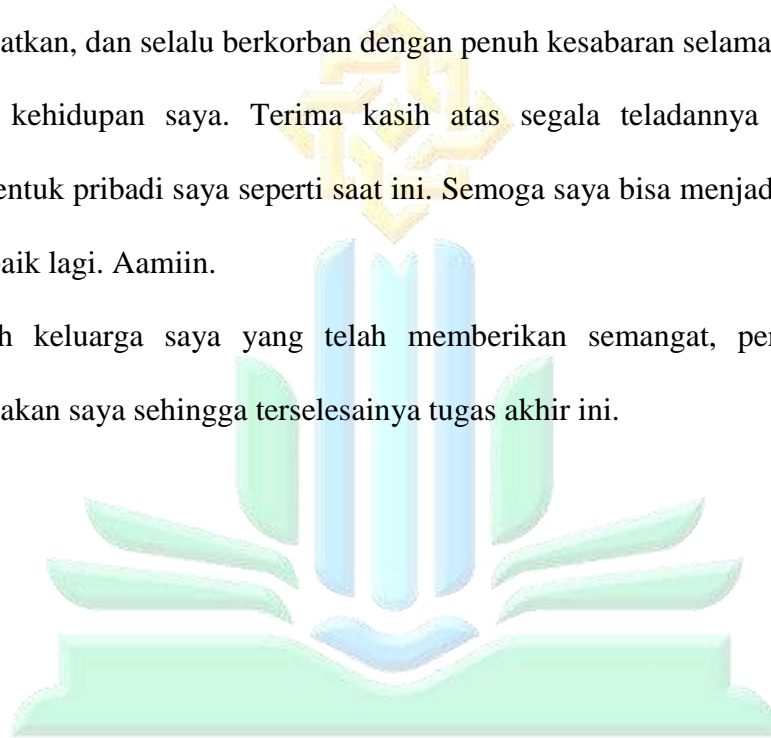 atkan, dan selalu berkorban dengan penuh kesabaran selama
kehidupan saya. Terima kasih atas segala teladannya
entuk pribadi saya seperti saat ini. Semoga saya bisa menjad
aik lagi. Aamiin.
h keluarga saya yang telah memberikan semangat, per
akan saya sehingga terselesainya tugas akhir ini.